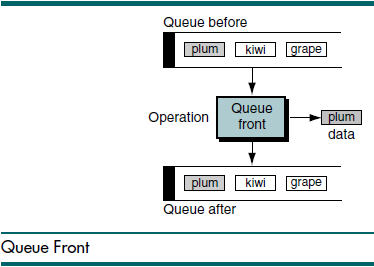 Queue before
plum kiwi grape
Operation
Queue
front
plum
data
plum kiwi grape
Queue after
Queue Front